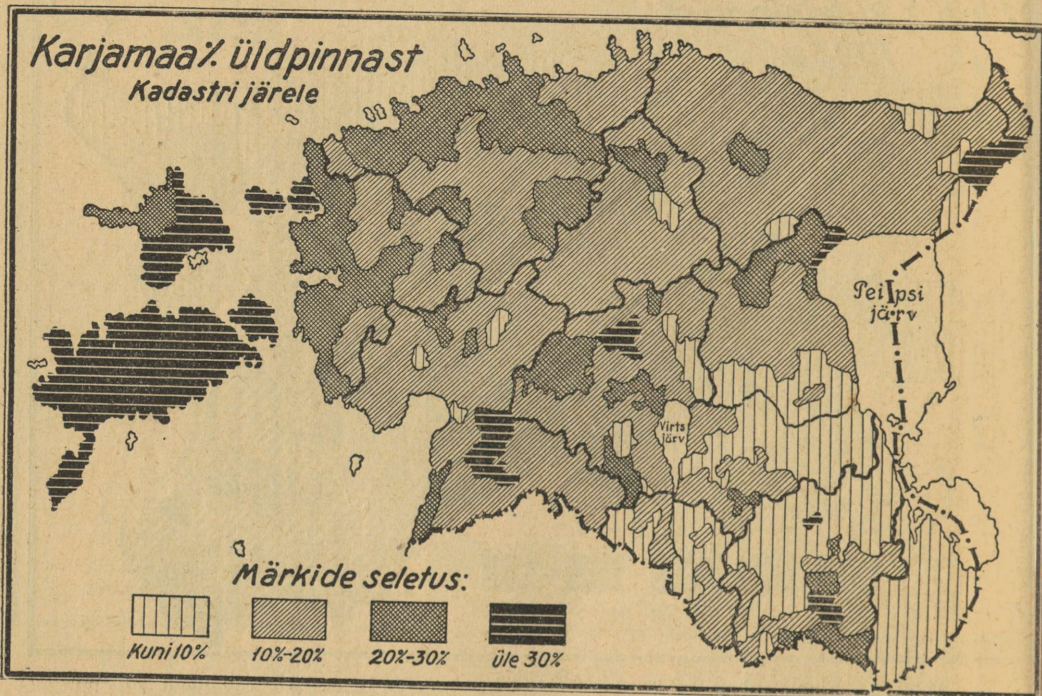 Karjamaa% üldpinnast
Kadastri järele
Peipsi
järv
Virts
järv
Märkide seletus:
Kuni 10%
10%-20%
20%-30%
üle 30%